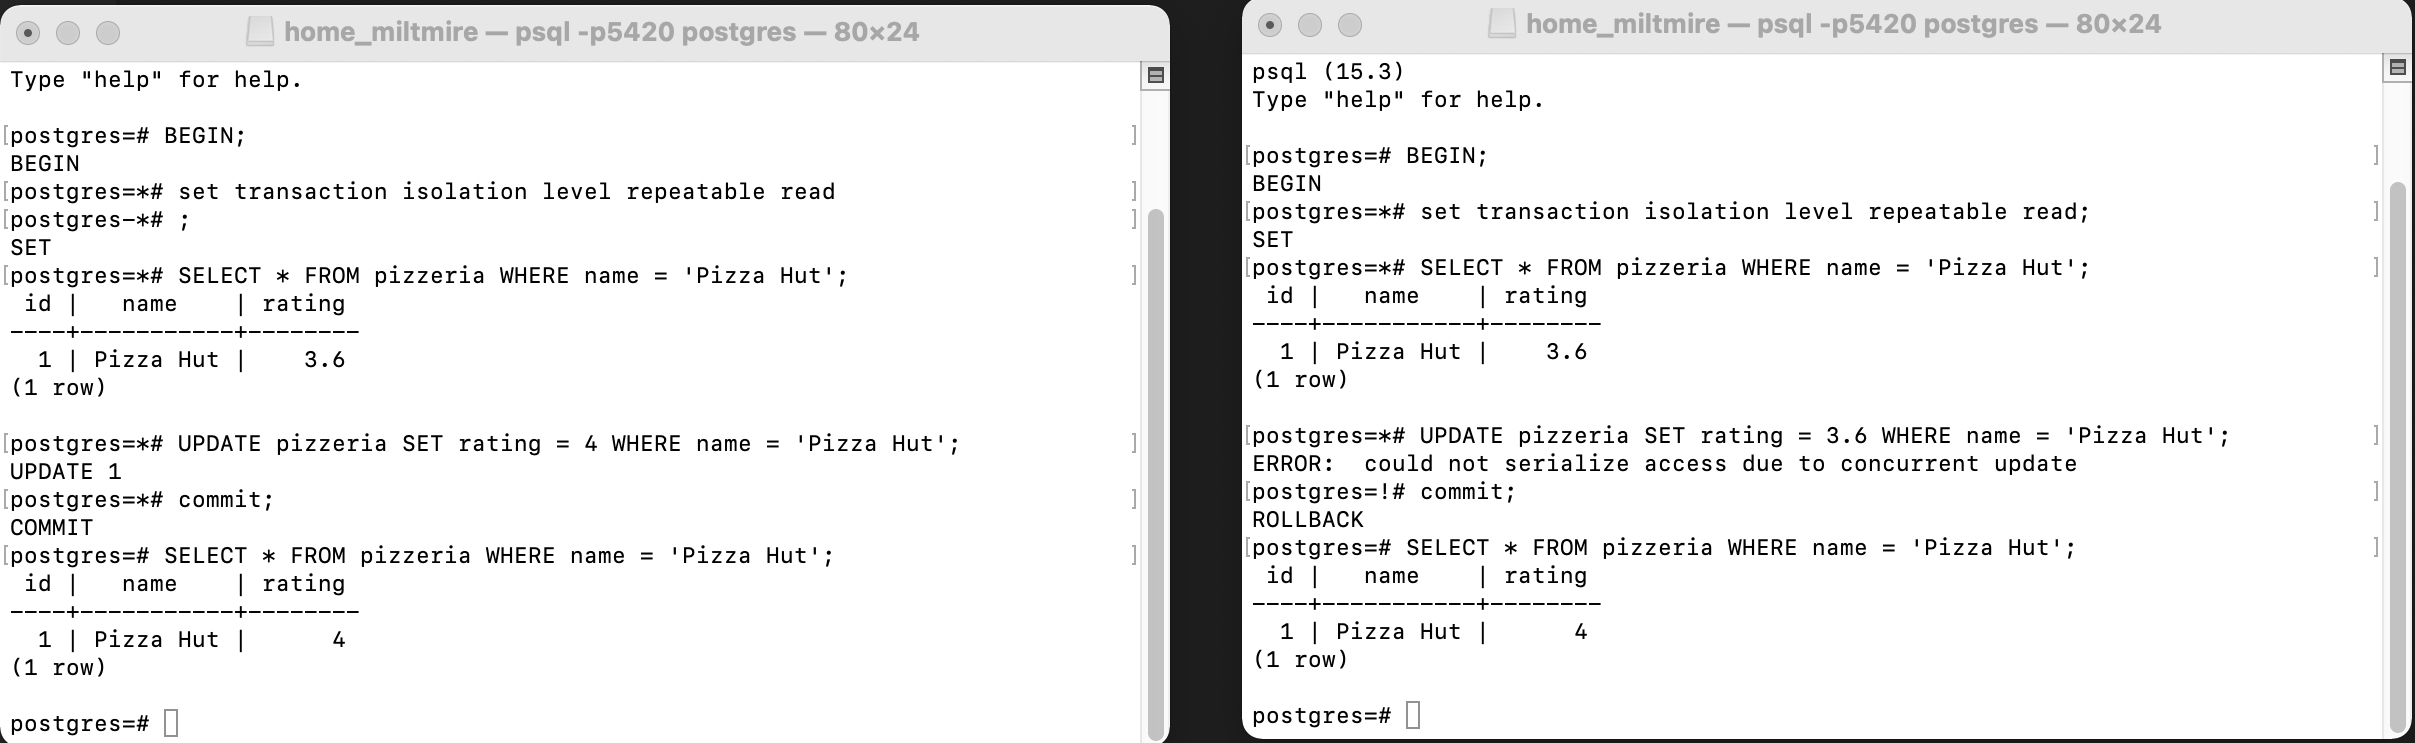 home_miltmire — psql -p5420 postgres — 80×24
Type "help" for help.
[postgres=# BEGIN; ]
BEGIN
[postgres=*# set transaction isolation level repeatable read ]
[postgres-*# ; ]
SET
[postgres=*# SELECT * FROM pizzeria WHERE name = 'Pizza Hut'; ]
 id |   name    | rating
----+-----------+--------
  1 | Pizza Hut |    3.6
(1 row)
[postgres=*# UPDATE pizzeria SET rating = 4 WHERE name = 'Pizza Hut'; ]
UPDATE 1
[postgres=*# commit; ]
COMMIT
[postgres=# SELECT * FROM pizzeria WHERE name = 'Pizza Hut'; ]
 id |   name    | rating
----+-----------+--------
  1 | Pizza Hut |      4
(1 row)
postgres=#
home_miltmire — psql -p5420 postgres — 80×24
psql (15.3)
Type "help" for help.
[postgres=# BEGIN; ]
BEGIN
[postgres=*# set transaction isolation level repeatable read; ]
SET
[postgres=*# SELECT * FROM pizzeria WHERE name = 'Pizza Hut'; ]
 id |   name    | rating
----+-----------+--------
  1 | Pizza Hut |    3.6
(1 row)
[postgres=*# UPDATE pizzeria SET rating = 3.6 WHERE name = 'Pizza Hut'; ]
ERROR:  could not serialize access due to concurrent update
[postgres=!# commit; ]
ROLLBACK
[postgres=# SELECT * FROM pizzeria WHERE name = 'Pizza Hut'; ]
 id |   name    | rating
----+-----------+--------
  1 | Pizza Hut |      4
(1 row)
postgres=#